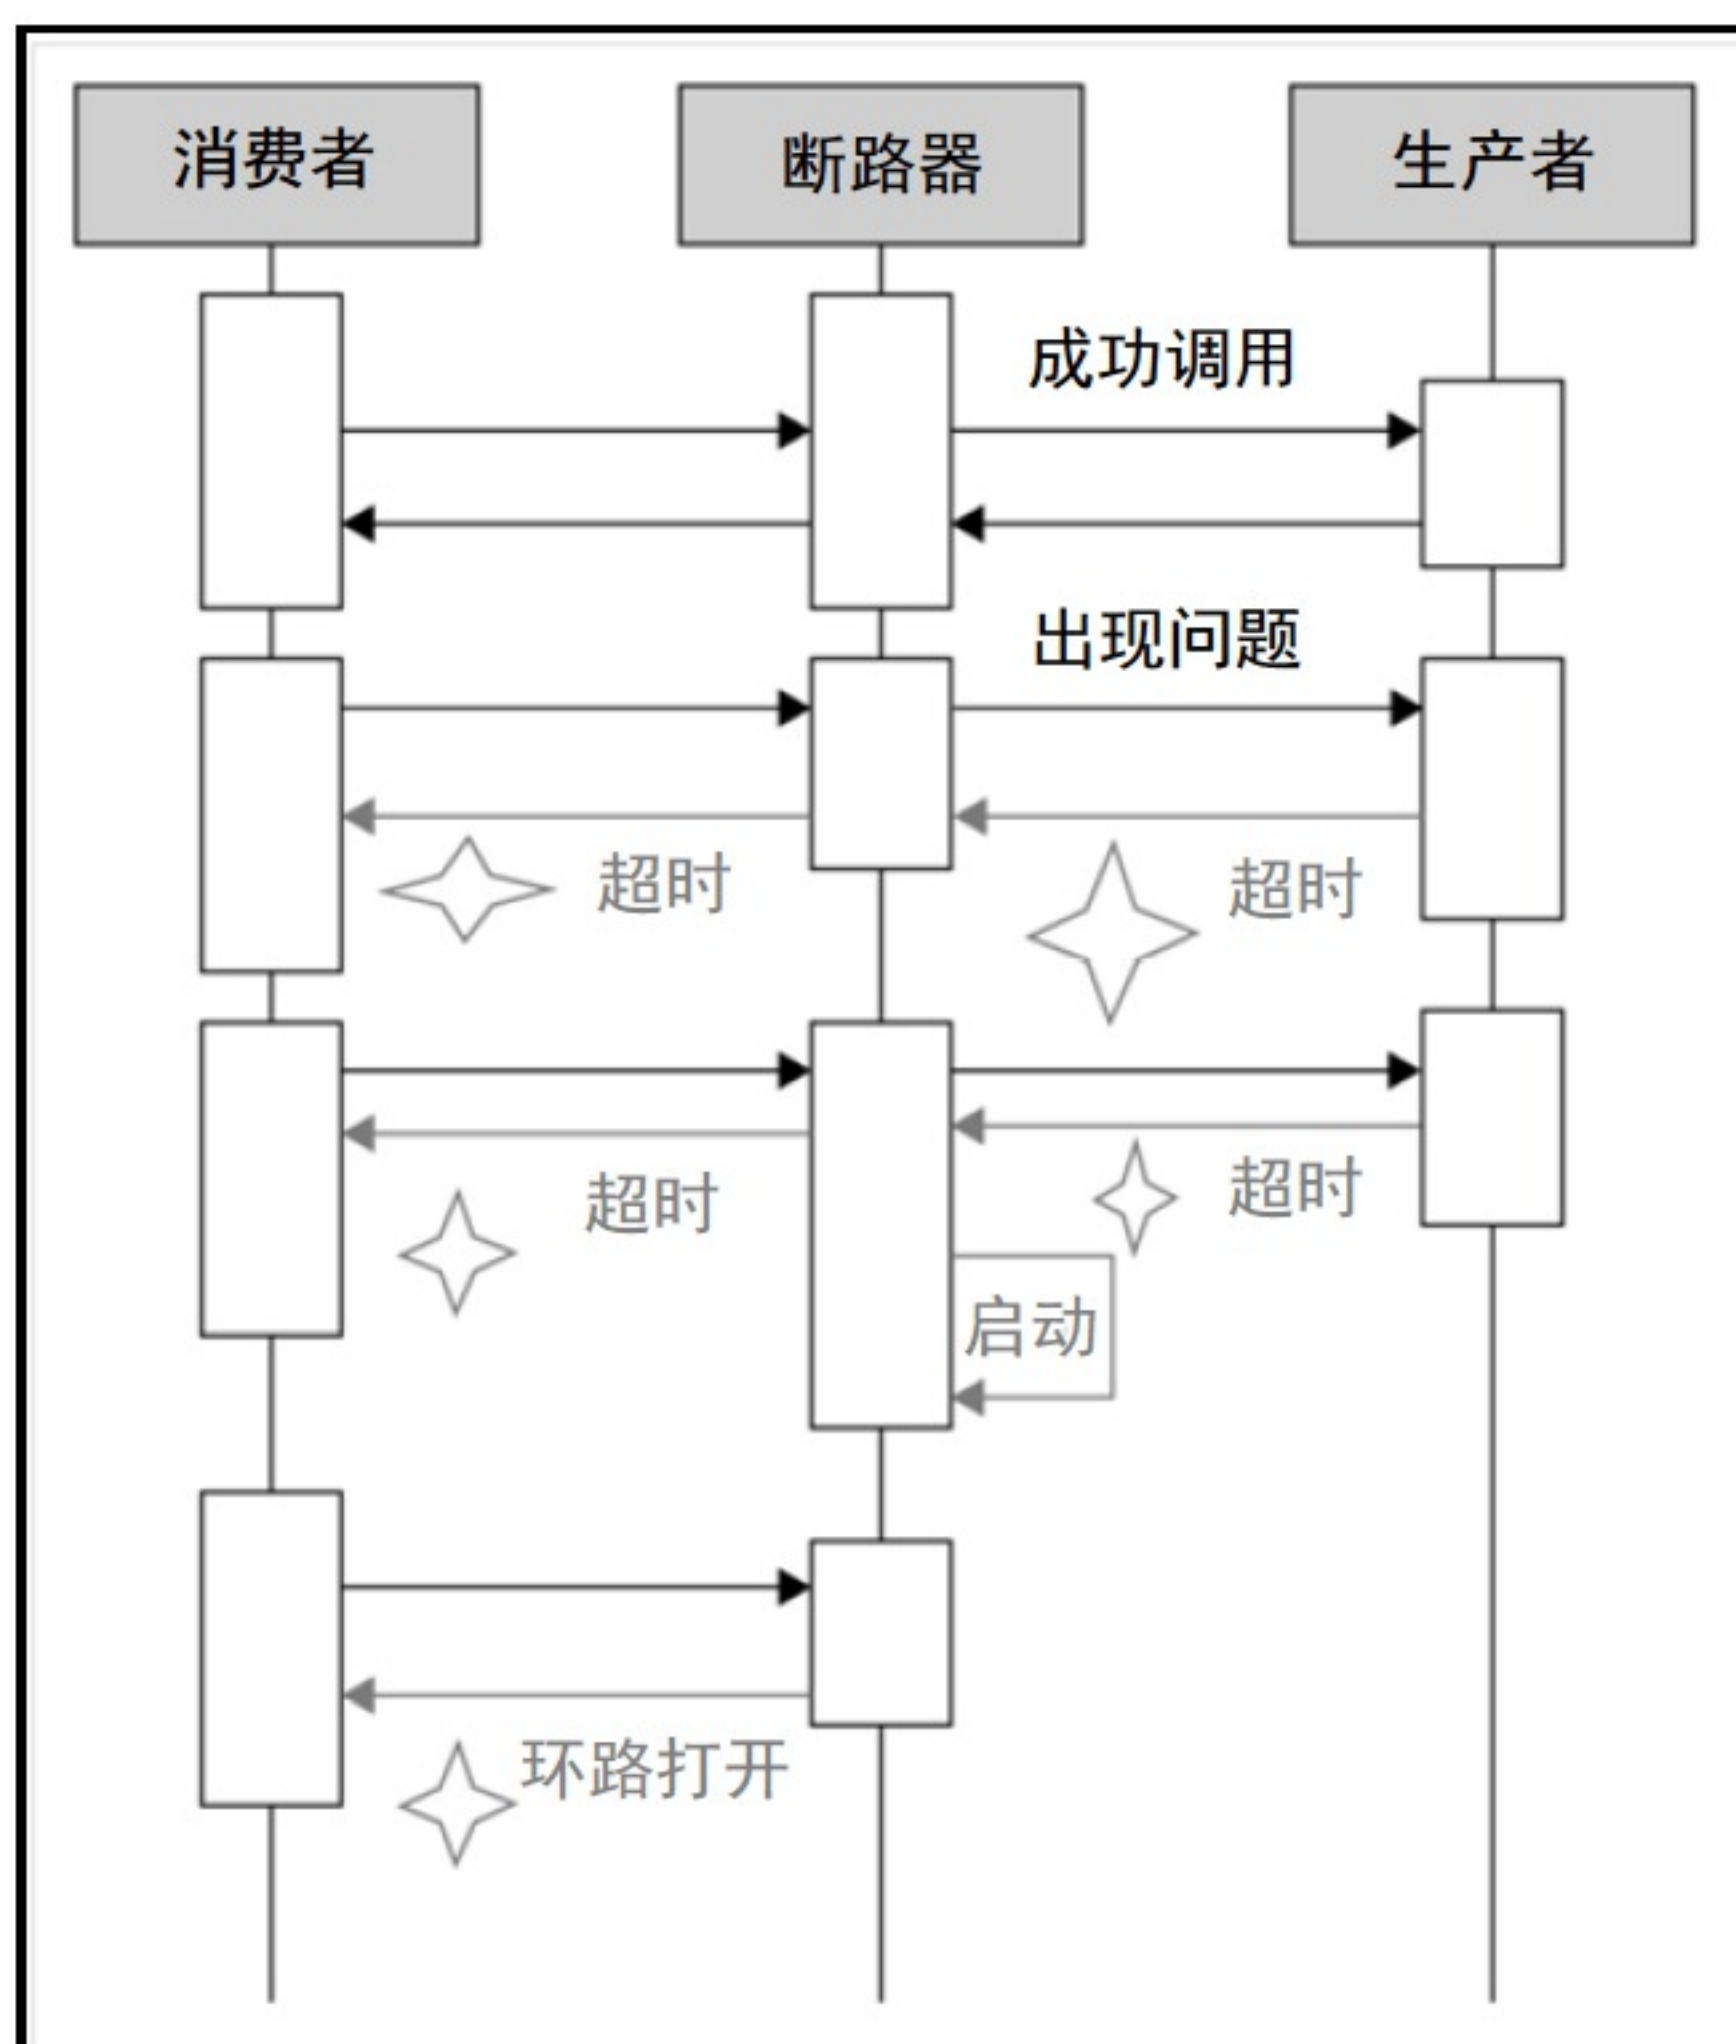 消费者
断路器
生产者
成功调用
出现问题
超时
超时
超时
超时
启动
环路打开